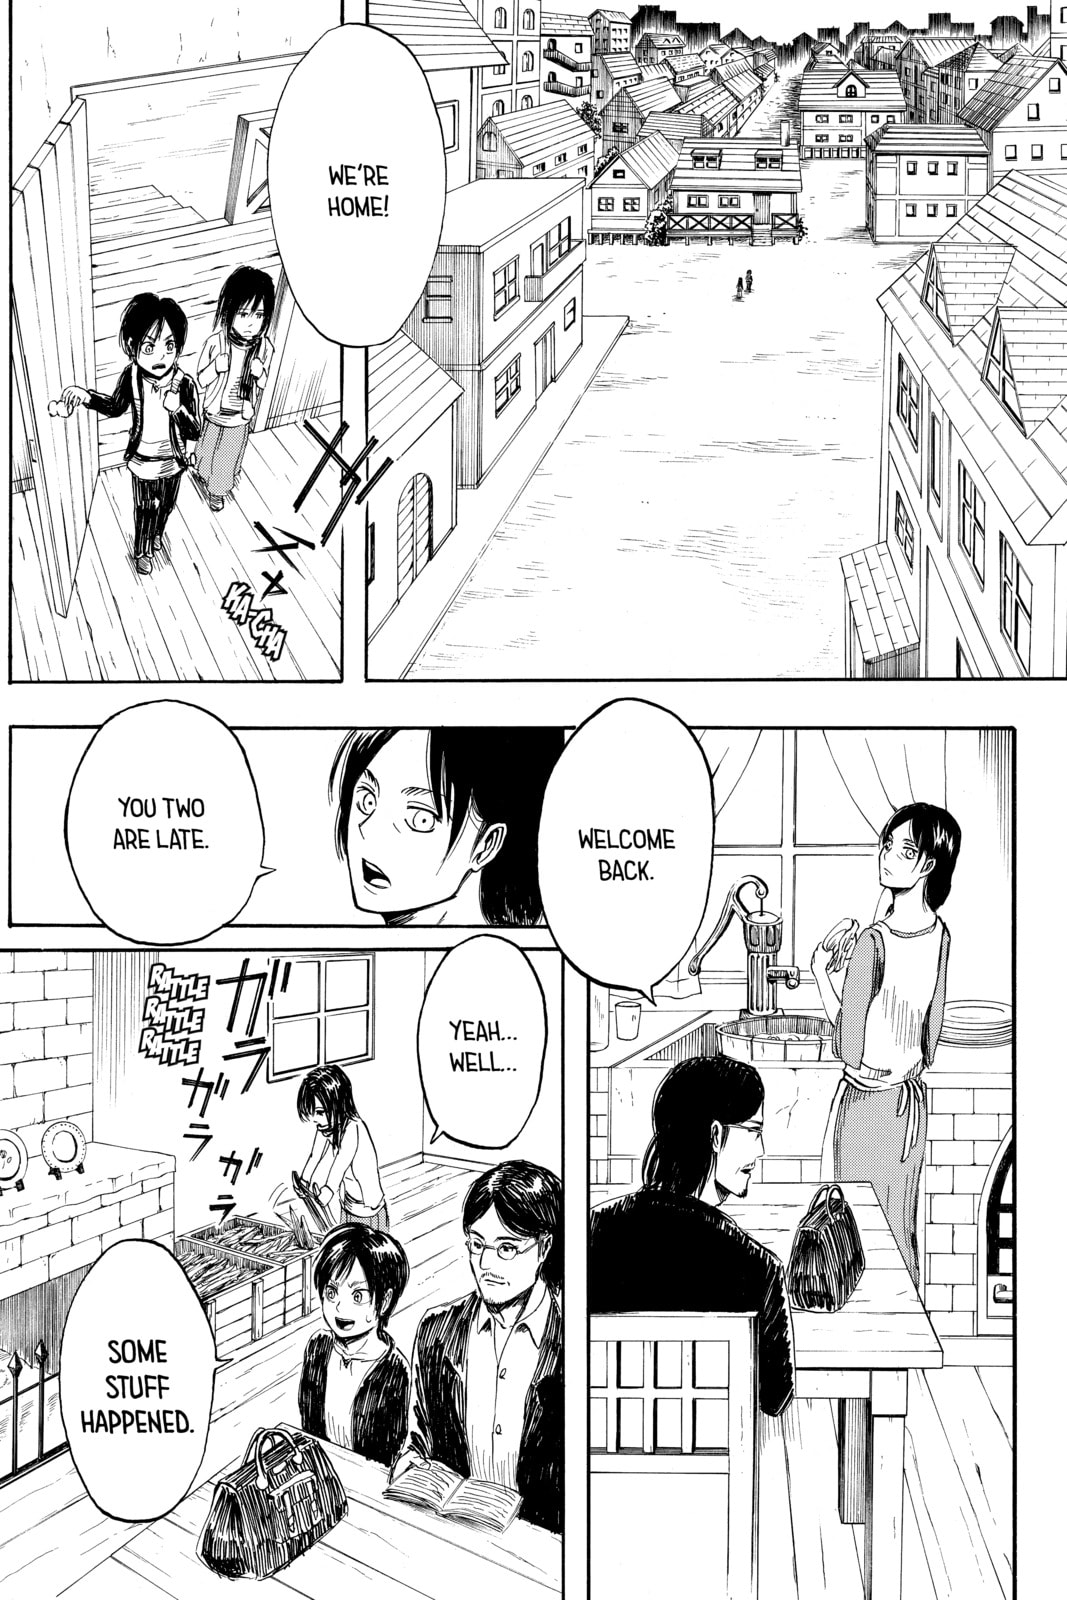 WE'RE
HOME!
ガ
チャ
KA-CHA
WELCOME
BACK.
YOU TWO
ARE LATE.
YEAH...
WELL...
ガラ
ガラ
ガラ
RATTLE
RATTLE
RATTLE
SOME
STUFF
HAPPENED.